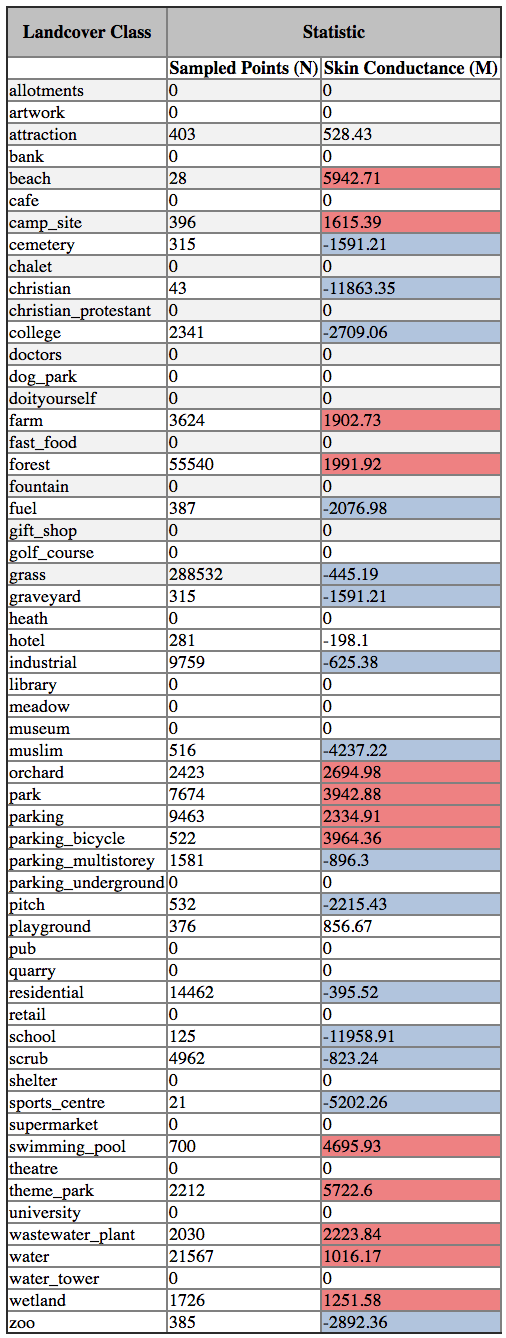 Landcover Class Statistic
Sampled Points (N) Skin Conductance (M)
allotments 0 0
artwork 0 0
attraction 403 528.43
bank 0 0
beach 28 5942.71
cafe 0 0
camp_site 396 1615.39
cemetery 315 -1591.21
chalet 0 0
christian 43 -11863.35
christian_protestant 0 0
college 2341 -2709.06
doctors 0 0
dog_park 0 0
doityourself 0 0
farm 3624 1902.73
fast_food 0 0
forest 55540 1991.92
fountain 0 0
fuel 387 -2076.98
gift_shop 0 0
golf_course 0 0
grass 288532 -445.19
graveyard 315 -1591.21
heath 0 0
hotel 281 -198.1
industrial 9759 -625.38
library 0 0
meadow 0 0
museum 0 0
muslim 516 -4237.22
orchard 2423 2694.98
park 7674 3942.88
parking 9463 2334.91
parking_bicycle 522 3964.36
parking_multistorey 1581 -896.3
parking_underground 0 0
pitch 532 -2215.43
playground 376 856.67
pub 0 0
quarry 0 0
residential 14462 -395.52
retail 0 0
school 125 -11958.91
scrub 4962 -823.24
shelter 0 0
sports_centre 21 -5202.26
supermarket 0 0
swimming_pool 700 4695.93
theatre 0 0
theme_park 2212 5722.6
university 0 0
wastewater_plant 2030 2223.84
water 21567 1016.17
water_tower 0 0
wetland 1726 1251.58
zoo 385 -2892.36